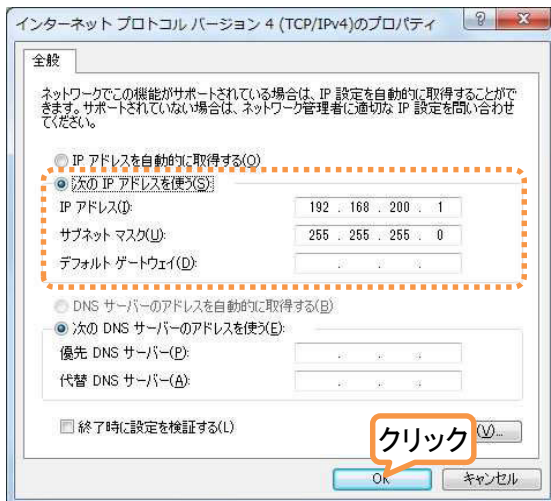 インターネット プロトコル バージョン 4 (TCP/IPv4)のプロパティ
全般
ネットワークでこの機能がサポートされている場合は、IP 設定を自動的に取得することがで
きます。サポートされていない場合は、ネットワーク管理者に適切な IP 設定を問い合わせ
てください。
IP アドレスを自動的に取得する(O)
次の IP アドレスを使う(S):
IP アドレス(I): 192 . 168 . 200 . 1
サブネット マスク(U): 255 . 255 . 255 . 0
デフォルト ゲートウェイ(D): . . .
DNS サーバーのアドレスを自動的に取得する(B)
次の DNS サーバーのアドレスを使う(E):
優先 DNS サーバー(P): . . .
代替 DNS サーバー(A): . . .
終了時に設定を検証する(L)
クリック
(V)...
OK
キャンセル